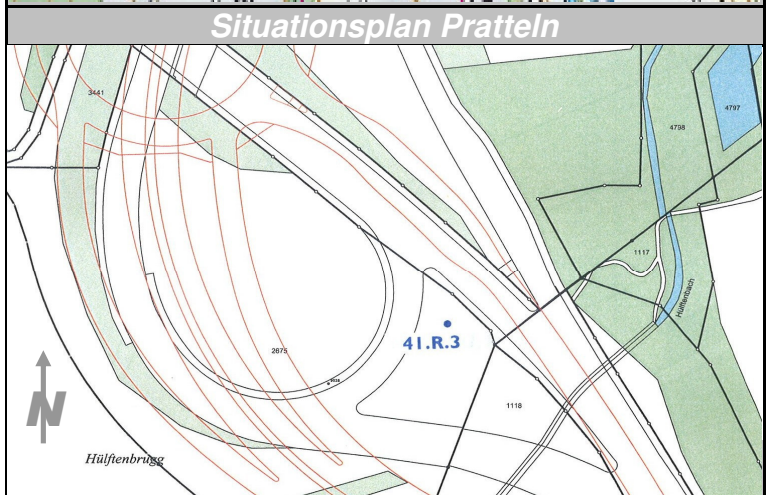 Situationsplan Pratteln
3441
4797
4798
1117
Hülftenbach
41.R.3
2675
1118
N
Hülftenbrugg